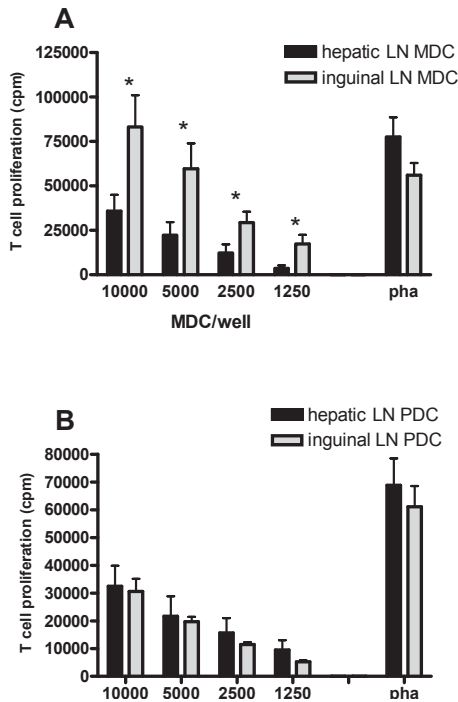 A
hepatic LN MDC
inguinal LN MDC
T cell proliferation (cpm)
125000
100000
75000
50000
25000
0
* * * *
10000 5000 2500 1250 pha
MDC/well
B
hepatic LN PDC
inguinal LN PDC
T cell proliferation (cpm)
80000
70000
60000
50000
40000
30000
20000
10000
0
10000 5000 2500 1250 pha